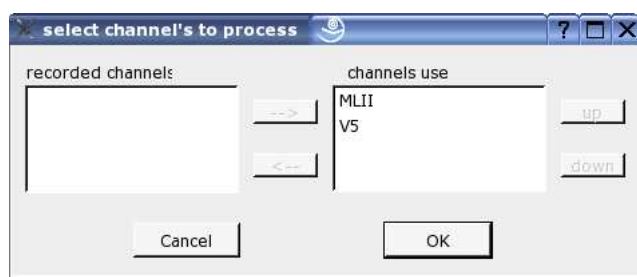 select channel's to process ?
recorded channels
channels use
MLII
V5
-->
<--
up
down
Cancel
OK